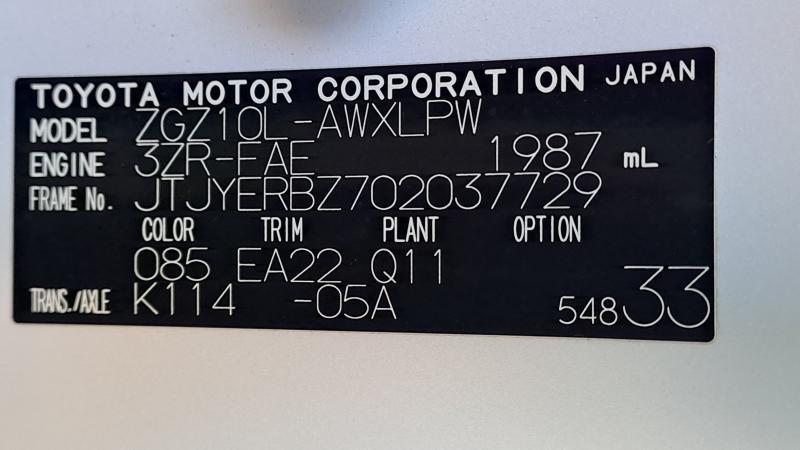 TOYOTA MOTOR CORPORATION JAPAN
MODEL ZGZ10L-AWXLPW
ENGINE 3ZR-FAE 1987 mL
FRAME No. JTJYERBZ702037729
COLOR TRIM PLANT OPTION
085 EA22 Q11
TRANS./AXLE K114 -05A 548 33